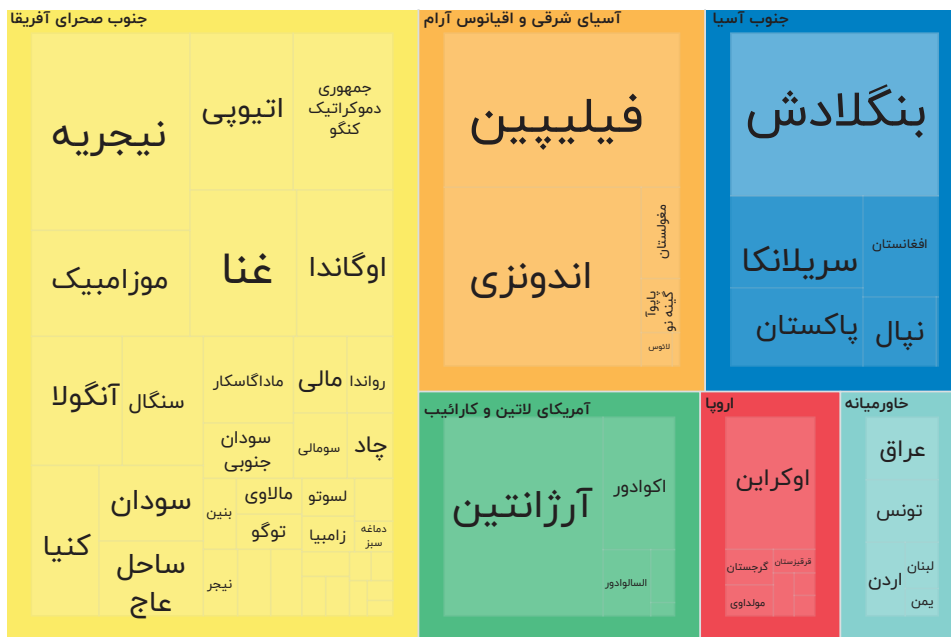 جنوب آسیا
بنگلادش
سریلانکا
افغانستان
پاکستان
نپال
آسیای شرقی و اقیانوس آرام
فیلیپین
اندونزی
مغولستان
پاپوآ
گینه نو
لائوس
جنوب صحرای آفریقا
نیجریه
اتیوپی
جمهوری
دموکراتیک
کنگو
موزامبیک
غنا
اوگاندا
آنگولا
سنگال
ماداگاسکار
مالی
رواندا
سودان
جنوبی
سومالی
چاد
کنیا
سودان
ساحل
عاج
بنین
مالاوی
توگو
لسوتو
زامبیا
دماغه
سبز
نیجر
خاورمیانه
عراق
تونس
اردن
لبنان
یمن
اروپا
اوکراین
گرجستان
قرقیزستان
مولداوی
آمریکای لاتین و کارائیب
آرژانتین
اکوادور
السالوادور